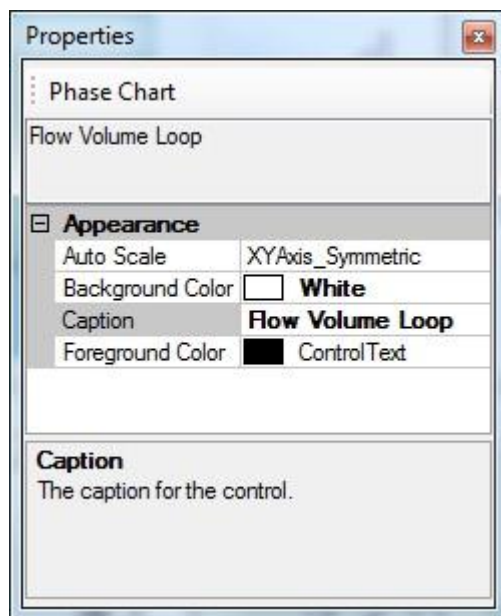 Properties
Phase Chart
Flow Volume Loop
Appearance
Auto Scale XYAxis_Symmetric
Background Color White
Caption Flow Volume Loop
Foreground Color ControlText
Caption
The caption for the control.